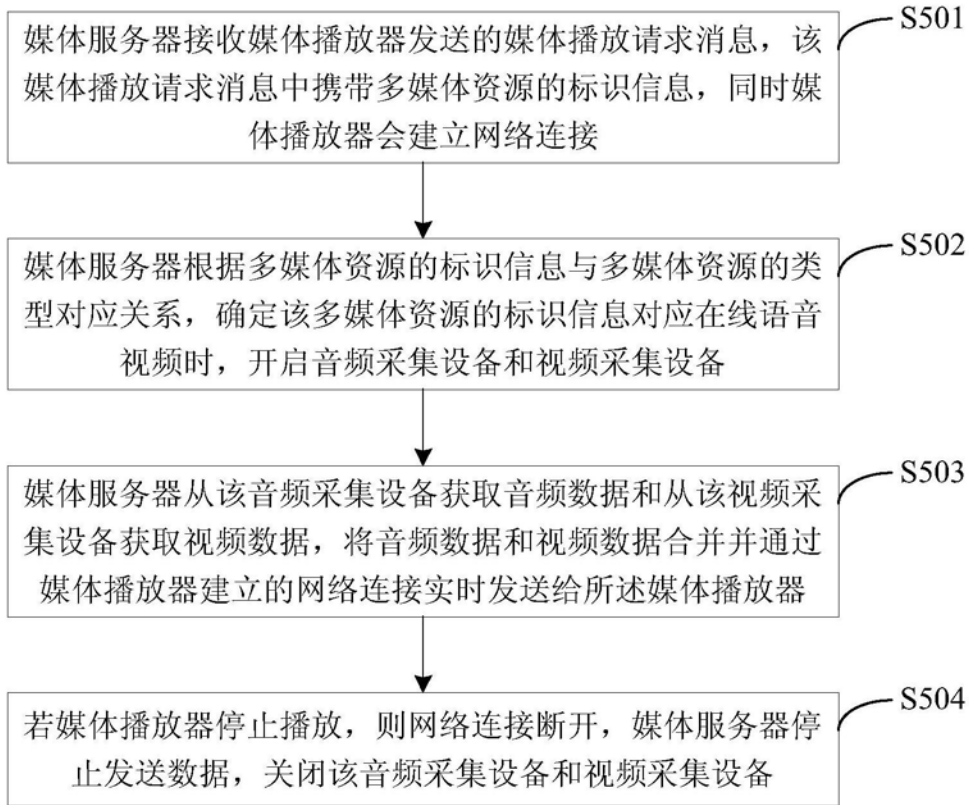 S501
媒体服务器接收媒体播放器发送的媒体播放请求消息，该
媒体播放请求消息中携带多媒体资源的标识信息，同时媒
体播放器会建立网络连接
S502
媒体服务器根据多媒体资源的标识信息与多媒体资源的类
型对应关系，确定该多媒体资源的标识信息对应在线语音
视频时，开启音频采集设备和视频采集设备
S503
媒体服务器从该音频采集设备获取音频数据和从该视频采
集设备获取视频数据，将音频数据和视频数据合并并通过
媒体播放器建立的网络连接实时发送给所述媒体播放器
S504
若媒体播放器停止播放，则网络连接断开，媒体服务器停
止发送数据，关闭该音频采集设备和视频采集设备